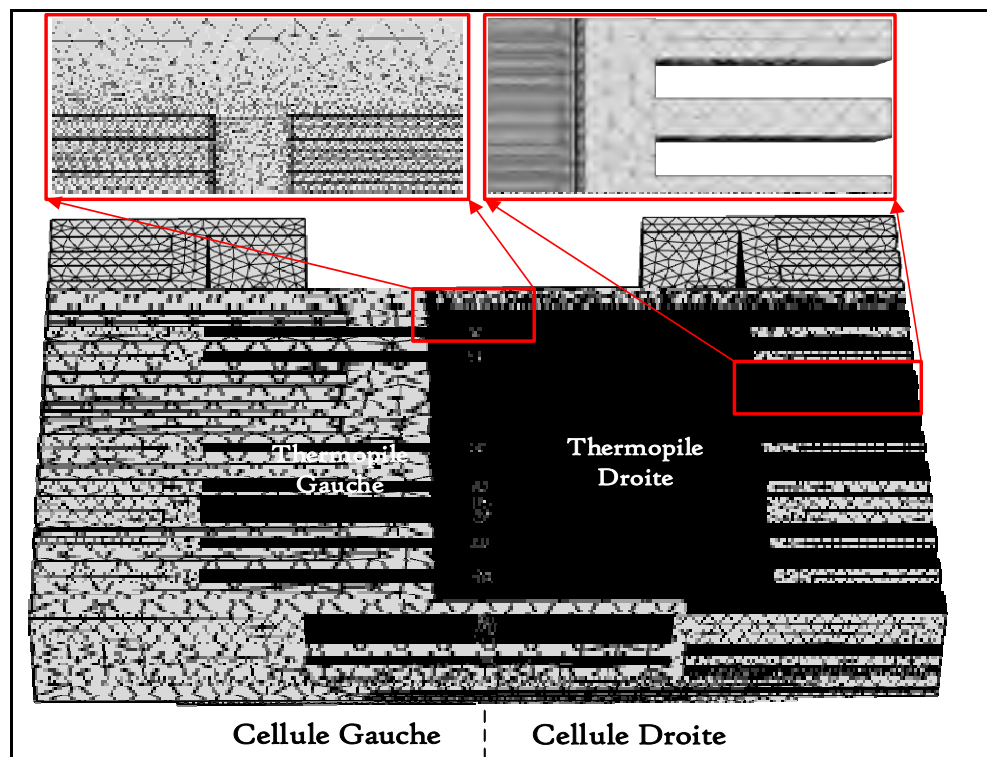 Thermopile
Gauche
Thermopile
Droite
Cellule Gauche
Cellule Droite